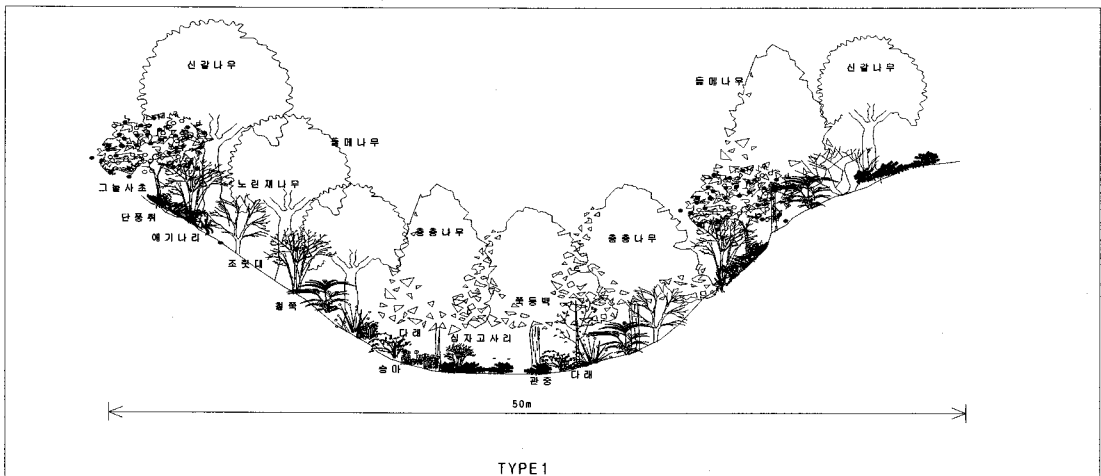 신갈나무
신갈나무
들메나무
들메나무
그늘사초
노린재나무
단풍취
층층나무
층층나무
애기나리
조릿대
철쭉
쪽동백
다래
십자고사리
승마
관중
다래
50m
TYPE1